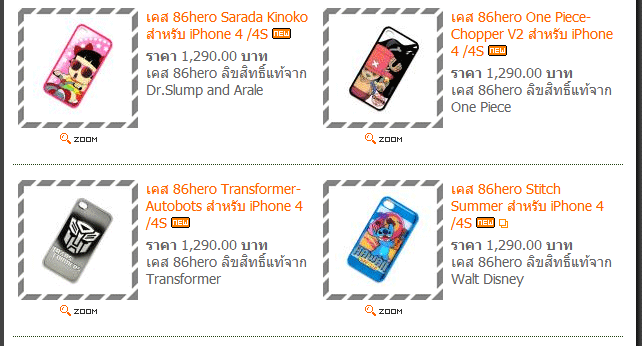 เคส 86hero Sarada Kinoko
สำหรับ iPhone 4 /4S NEW
ราคา 1,290.00 บาท
เคส 86hero ลิขสิทธิ์แท้จาก
Dr.Slump and Arale
ZOOM
เคส 86hero One Piece-
Chopper V2 สำหรับ iPhone
4 /4S NEW
ราคา 1,290.00 บาท
เคส 86hero ลิขสิทธิ์แท้จาก
One Piece
ZOOM
เคส 86hero Transformer-
Autobots สำหรับ iPhone 4
/4S NEW
ราคา 1,290.00 บาท
เคส 86hero ลิขสิทธิ์แท้จาก
Transformer
ZOOM
เคส 86hero Stitch
Summer สำหรับ iPhone 4
/4S NEW
ราคา 1,290.00 บาท
เคส 86hero ลิขสิทธิ์แท้จาก
Walt Disney
HAWAII
ZOOM